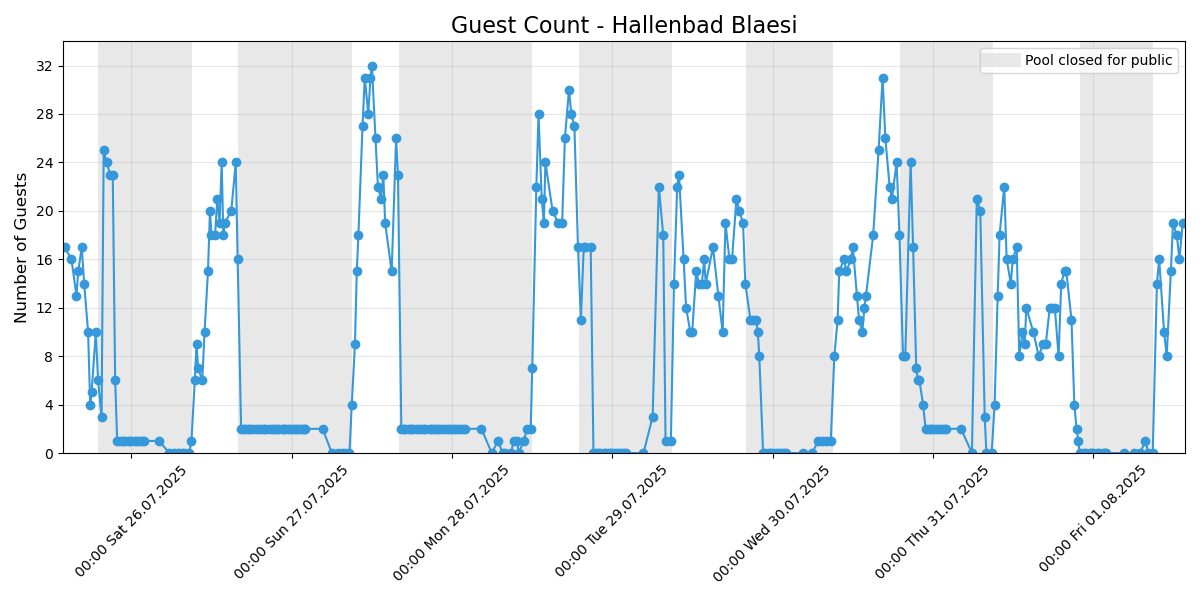 Guest Count - Hallenbad Blaesi
Pool closed for public
Number of Guests
32
28
24
20
16
12
8
4
0
00:00 Sat 26.07.2025
00:00 Sun 27.07.2025
00:00 Mon 28.07.2025
00:00 Tue 29.07.2025
00:00 Wed 30.07.2025
00:00 Thu 31.07.2025
00:00 Fri 01.08.2025